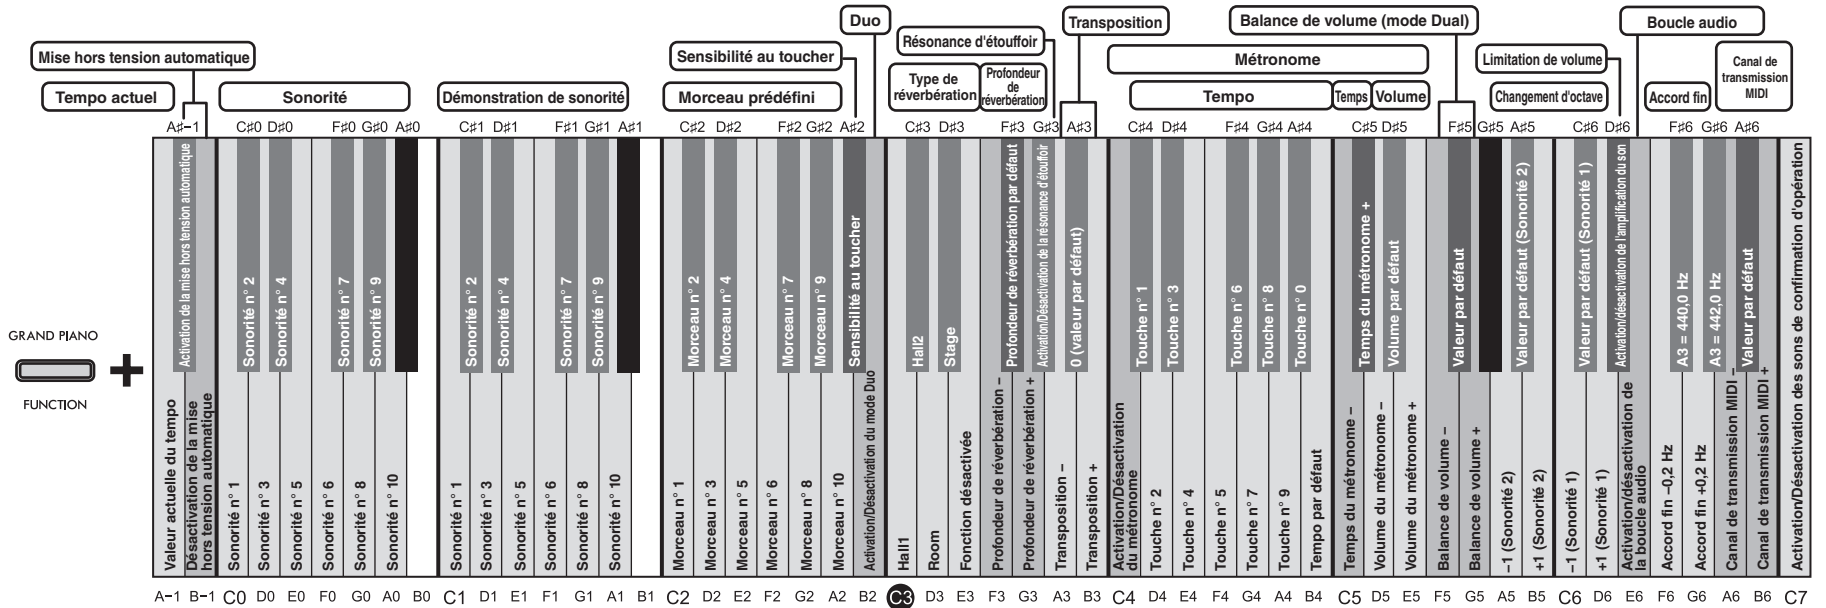 Duo
Transposition
Balance de volume (mode Dual)
Boucle audio
Mise hors tension automatique
Sensibilité au toucher
Résonance d'étouffoir
Métronome
Limitation de volume
Canal de
transmission
MIDI
Tempo actuel
Sonorité
Démonstration de sonorité
Morceau prédéfini
Type de
réverbération
Profondeur
de
réverbération
Tempo
Temps
Volume
Changement d'octave
Accord fin
A♯−1 C♯0 D♯0 F♯0 G♯0 A♯0 C♯1 D♯1 F♯1 G♯1 A♯1 C♯2 D♯2 F♯2 G♯2 A♯2 C♯3 D♯3 F♯3 G♯3 A♯3 C♯4 D♯4 F♯4 G♯4 A♯4 C♯5 D♯5 F♯5 G♯5 A♯5 C♯6 D♯6 F♯6 G♯6 A♯6
GRAND PIANO
+
FUNCTION
Activation de la mise hors tension automatique
Sonorité n° 2
Sonorité n° 4
Sonorité n° 7
Sonorité n° 9
Sonorité n° 2
Sonorité n° 4
Sonorité n° 7
Sonorité n° 9
Morceau n° 2
Morceau n° 4
Morceau n° 7
Morceau n° 9
Sensibilité au toucher
Hall2
Stage
Profondeur de réverbération par défaut
Activation/Désactivation de la résonance d'étouffoir
0 (valeur par défaut)
Touche n° 1
Touche n° 3
Touche n° 6
Touche n° 8
Touche n° 0
Temps du métronome +
Volume par défaut
Valeur par défaut
Valeur par défaut (Sonorité 2)
Valeur par défaut (Sonorité 1)
Activation/désactivation de l'amplification du son
A3 = 440,0 Hz
A3 = 442,0 Hz
Valeur par défaut
Valeur actuelle du tempo
Désactivation de la mise
hors tension automatique
Sonorité n° 1
Sonorité n° 3
Sonorité n° 5
Sonorité n° 6
Sonorité n° 8
Sonorité n° 10
Sonorité n° 1
Sonorité n° 3
Sonorité n° 5
Sonorité n° 6
Sonorité n° 8
Sonorité n° 10
Morceau n° 1
Morceau n° 3
Morceau n° 5
Morceau n° 6
Morceau n° 8
Morceau n° 10
Activation/Désactivation du mode Duo
Hall1
Room
Fonction désactivée
Profondeur de réverbération −
Profondeur de réverbération +
Transposition −
Transposition +
Activation/Désactivation
du métronome
Touche n° 2
Touche n° 4
Touche n° 5
Touche n° 7
Touche n° 9
Tempo par défaut
Temps du métronome −
Volume du métronome −
Volume du métronome +
Balance de volume −
Balance de volume +
−1 (Sonorité 2)
+1 (Sonorité 2)
−1 (Sonorité 1)
+1 (Sonorité 1)
Activation/désactivation de
la boucle audio
Accord fin −0,2 Hz
Accord fin +0,2 Hz
Canal de transmission MIDI −
Canal de transmission MIDI +
Activation/Désactivation des sons de confirmation d'opération
A−1 B−1 C0 D0 E0 F0 G0 A0 B0 C1 D1 E1 F1 G1 A1 B1 C2 D2 E2 F2 G2 A2 B2 C3 D3 E3 F3 G3 A3 B3 C4 D4 E4 F4 G4 A4 B4 C5 D5 E5 F5 G5 A5 B5 C6 D6 E6 F6 G6 A6 B6 C7